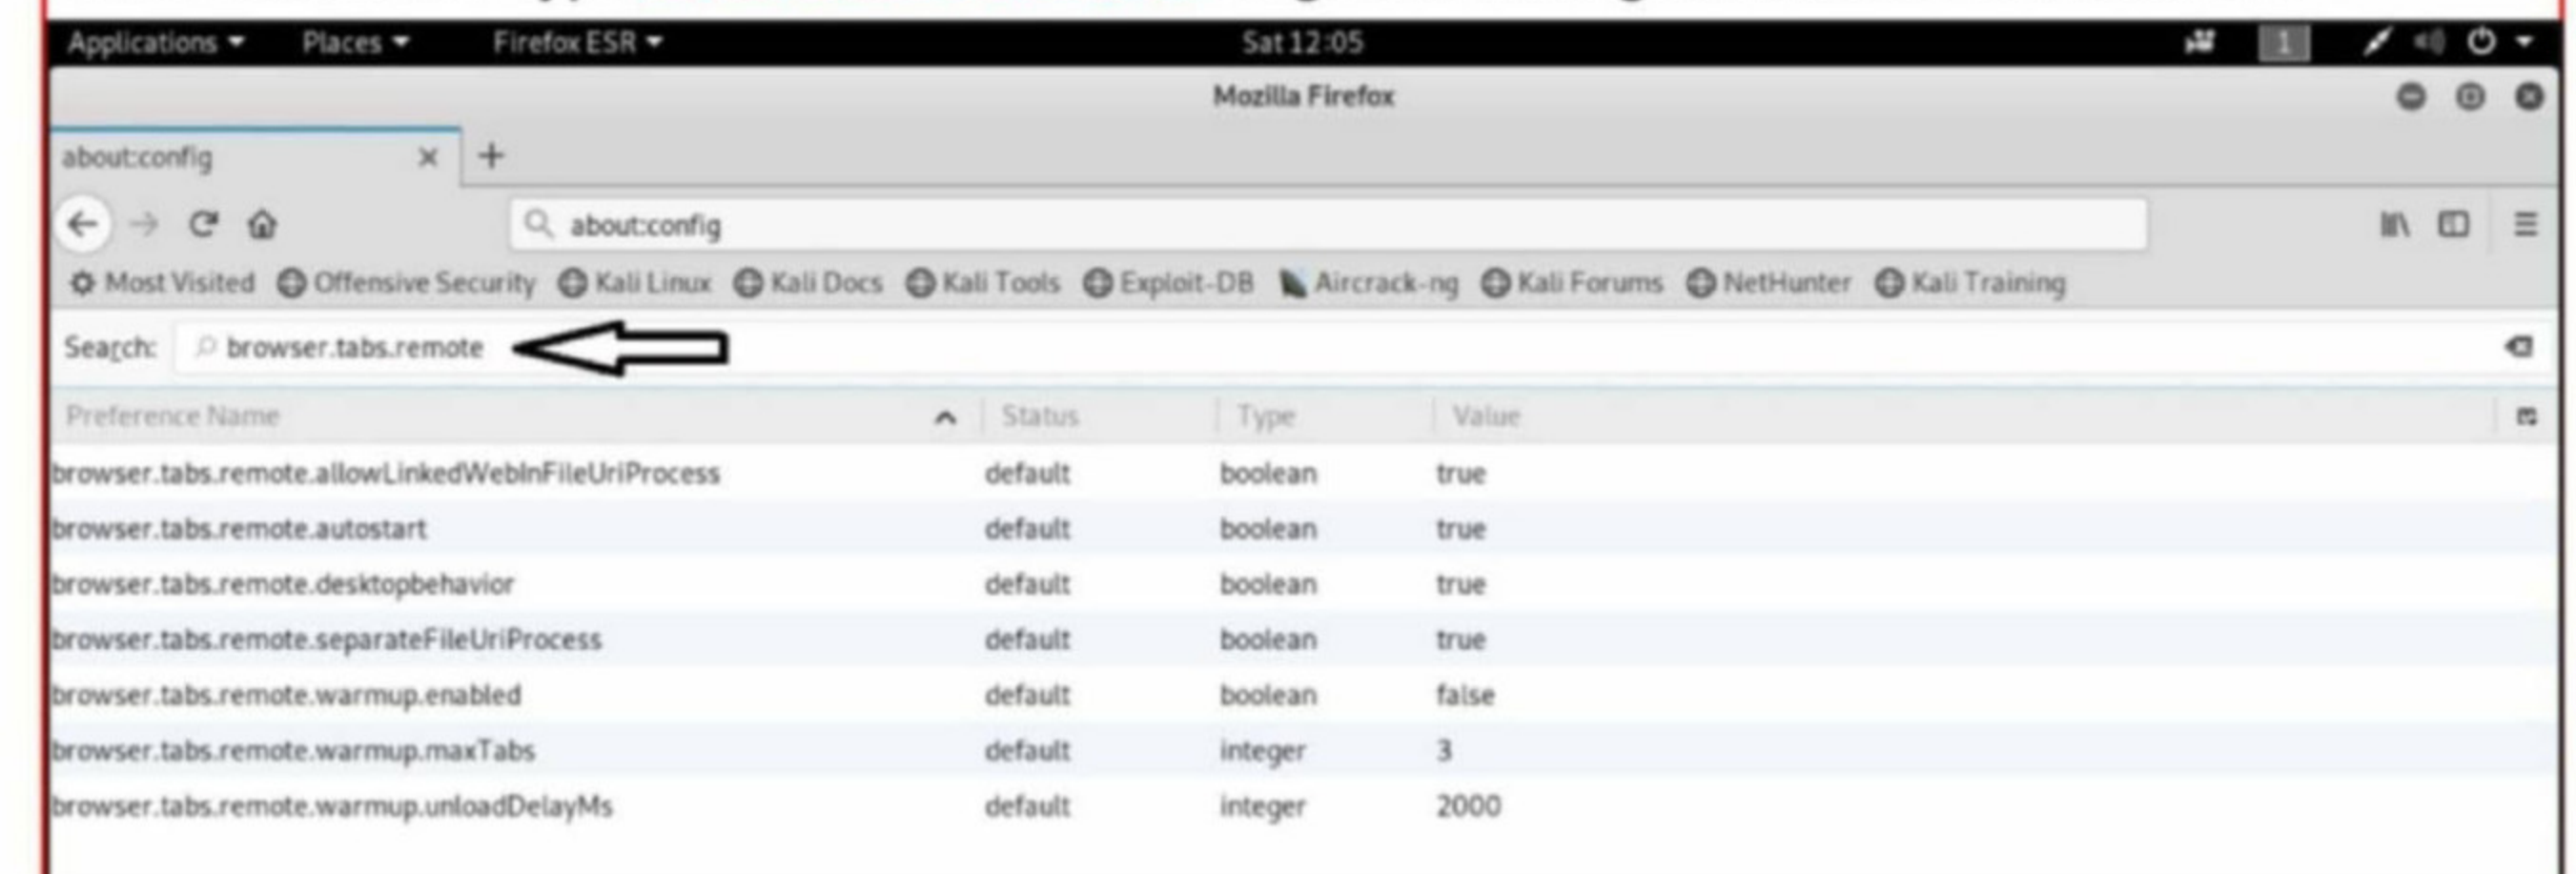 Applications Places Firefox ESR Sat 12:05 1
Mozilla Firefox
about:config
about:config
Most Visited Offensive Security Kali Linux Kali Docs Kali Tools Exploit-DB Aircrack-ng Kali Forums NetHunter Kali Training
Search: browser.tabs.remote
Preference Name Status Type Value
browser.tabs.remote.allowLinkedWebInFileUriProcess default boolean true
browser.tabs.remote.autostart default boolean true
browser.tabs.remote.desktopbehavior default boolean true
browser.tabs.remote.separateFileUriProcess default boolean true
browser.tabs.remote.warmup.enabled default boolean false
browser.tabs.remote.warmup.maxTabs default integer 3
browser.tabs.remote.warmup.unloadDelayMs default integer 2000